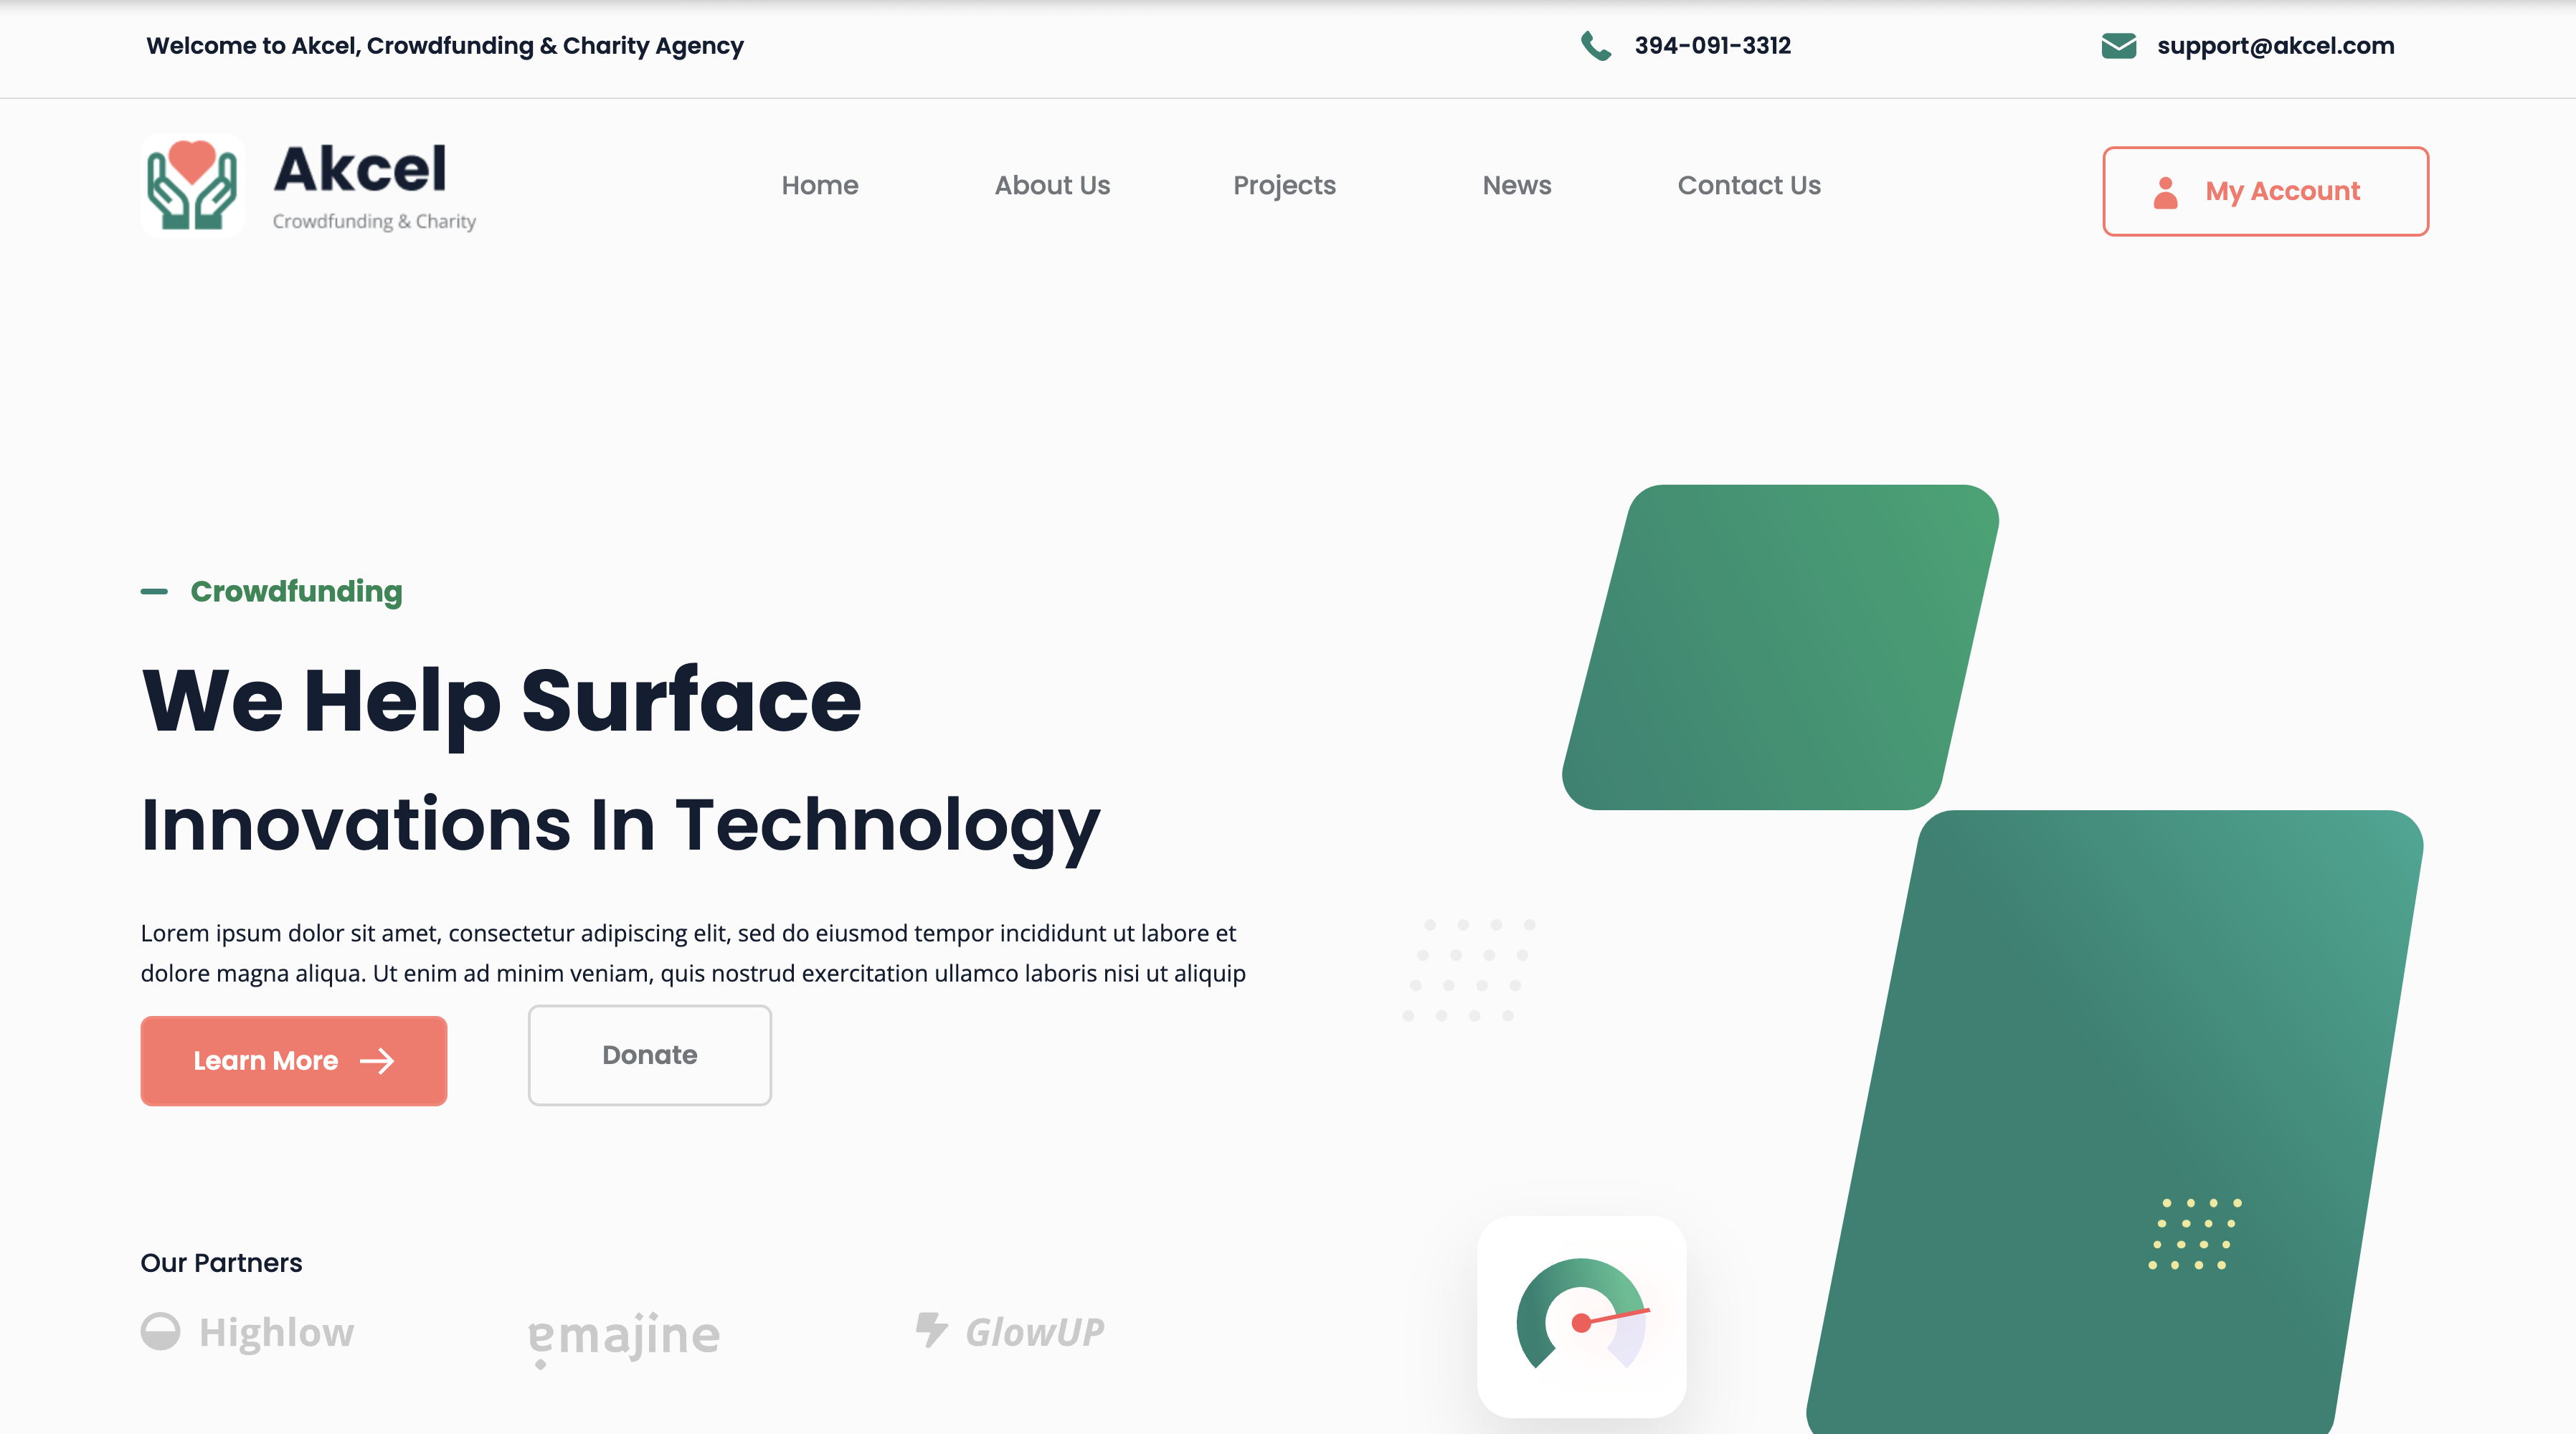 Welcome to Akcel, Crowdfunding & Charity Agency
394-091-3312
support@akcel.com
Akcel
Crowdfunding & Charity
Home
About Us
Projects
News
Contact Us
My Account
Crowdfunding
We Help Surface
Innovations In Technology
Lorem ipsum dolor sit amet, consectetur adipiscing elit, sed do eiusmod tempor incididunt ut labore et
dolore magna aliqua. Ut enim ad minim veniam, quis nostrud exercitation ullamco laboris nisi ut aliquip
Learn More
Donate
Our Partners
Highlow
ɐmajine
GlowUP